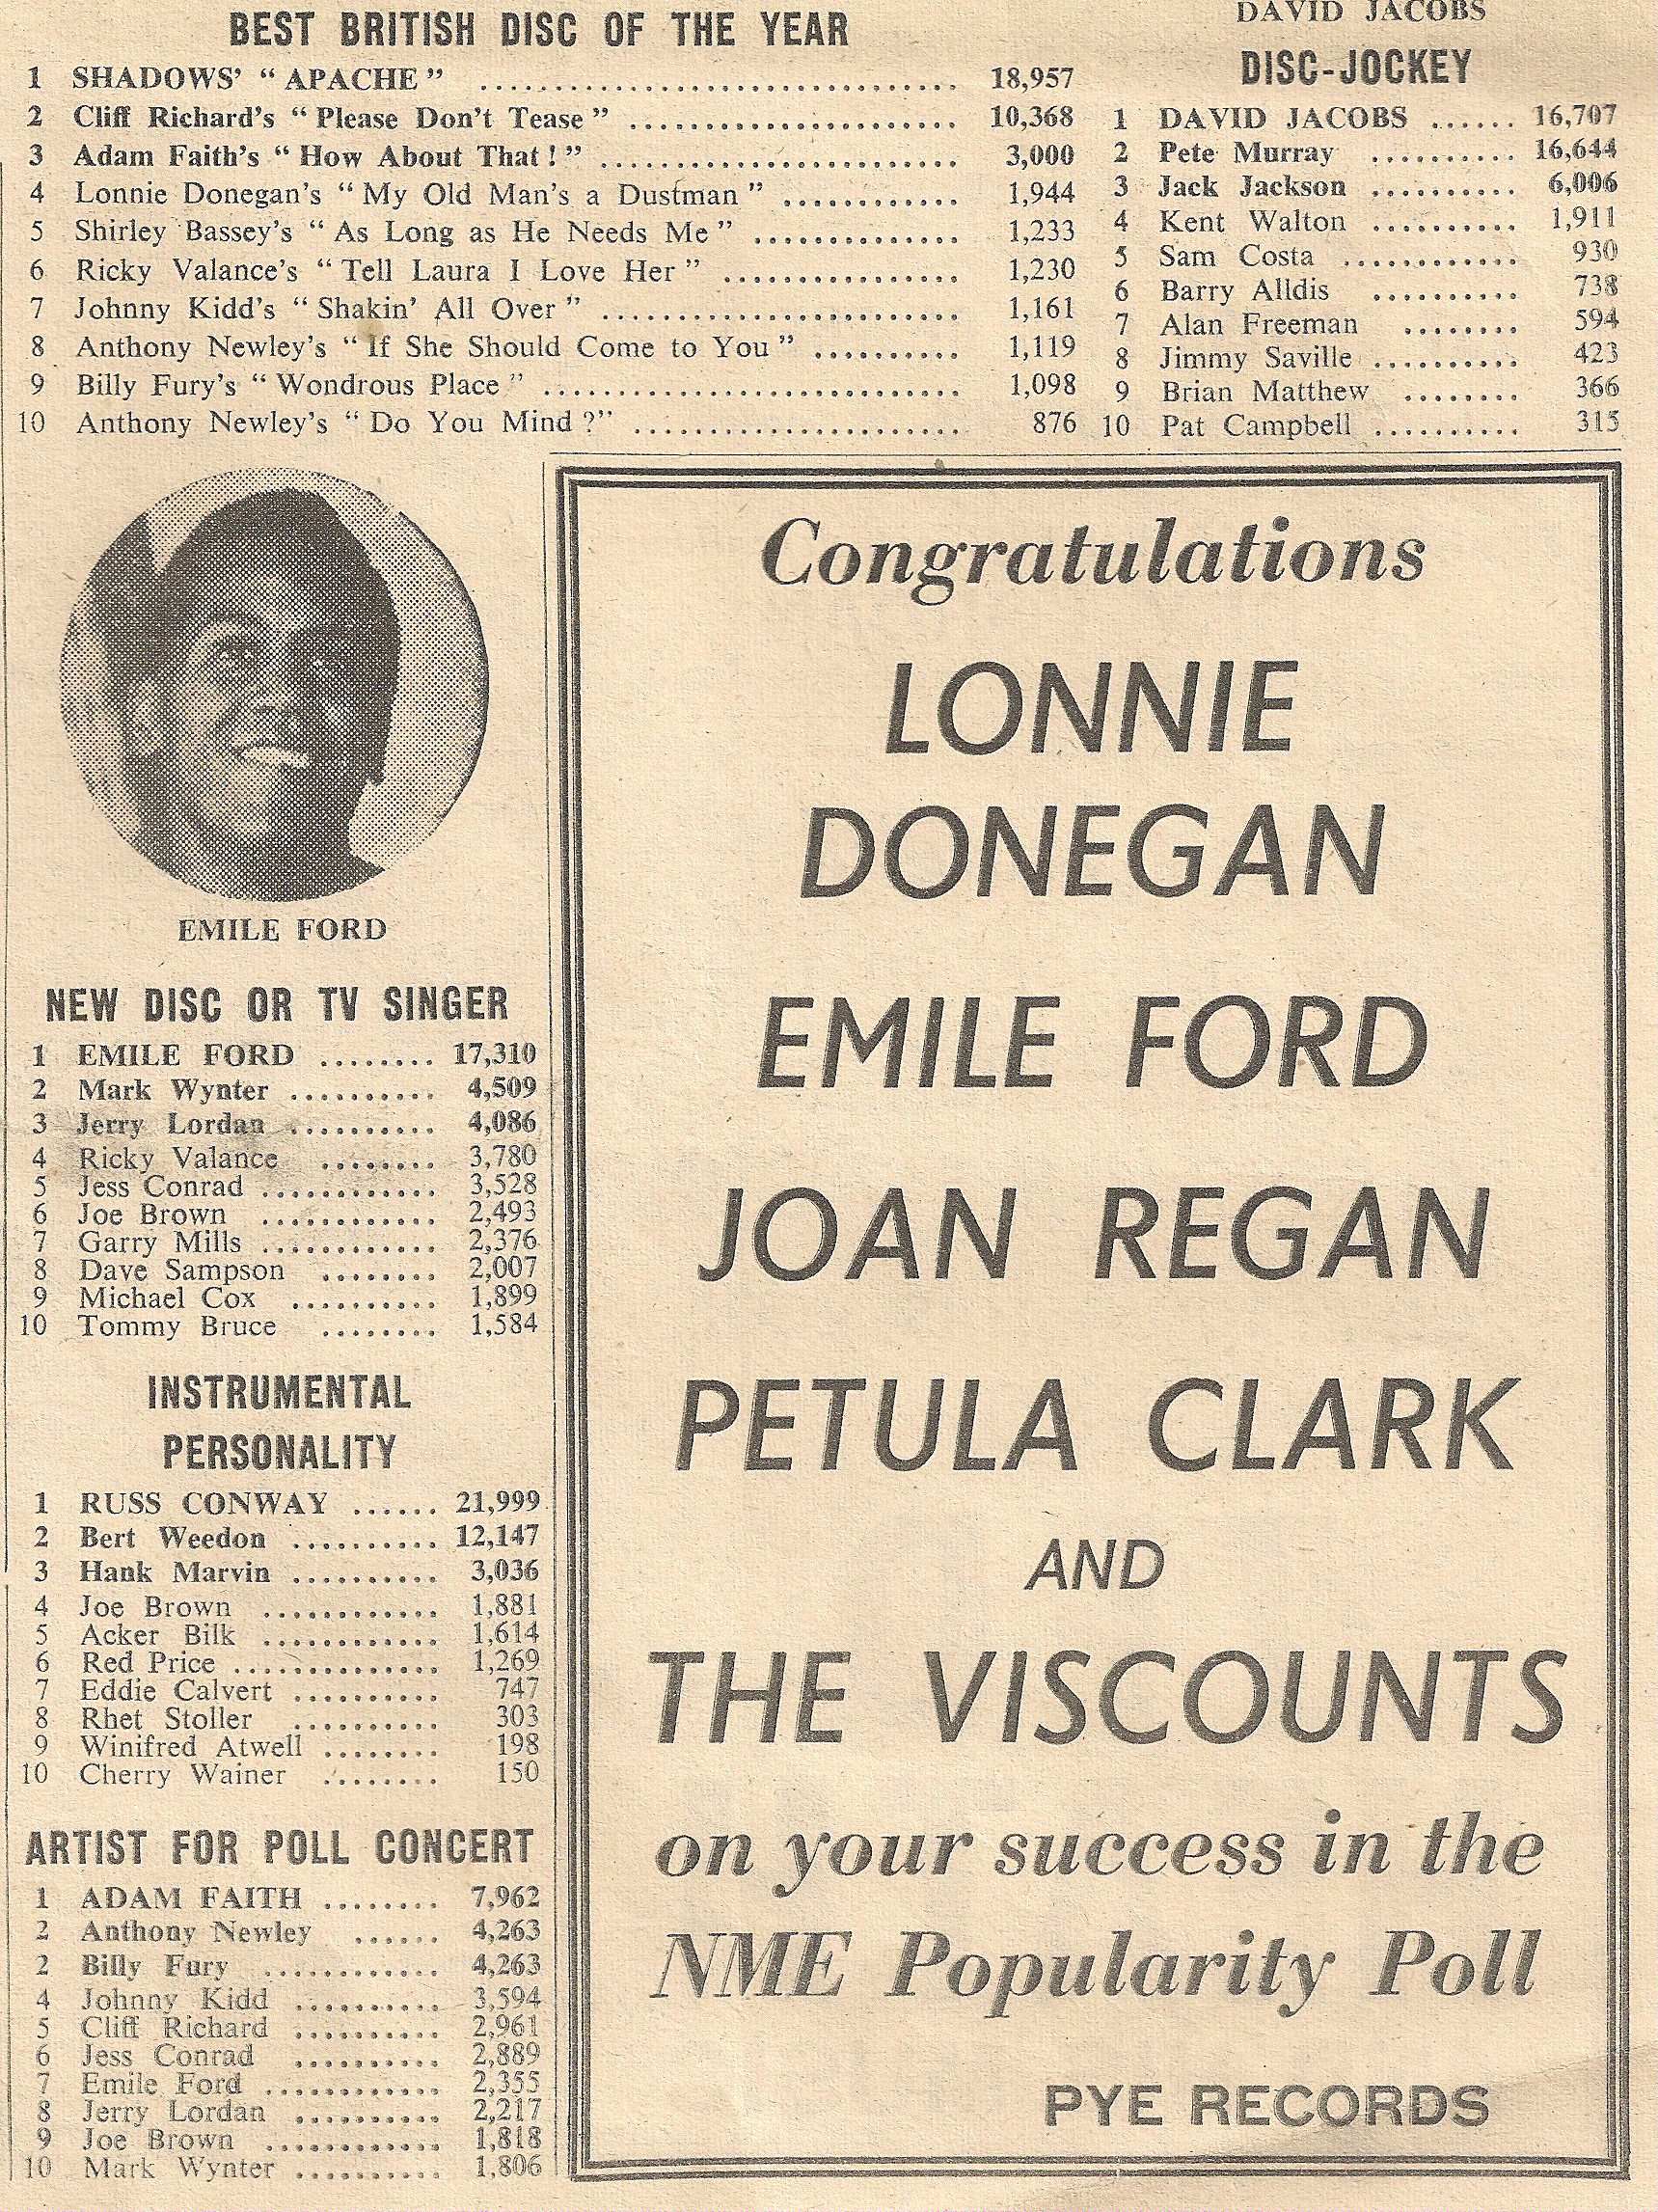 BEST BRITISH DISC OF THE YEAR
1 SHADOWS' “ APACHE ” ................................ 18,957
2 Cliff Richard's “ Please Don't Tease ” ...................... 10,368
3 Adam Faith's “ How About That ! ” ........................ 3,000
4 Lonnie Donegan's “ My Old Man's a Dustman ” ............ 1,944
5 Shirley Bassey's “ As Long as He Needs Me ” .............. 1,233
6 Ricky Valance's “ Tell Laura I Love Her ” ................ 1,230
7 Johnny Kidd's “ Shakin' All Over ” ........................ 1,161
8 Anthony Newley's “ If She Should Come to You ” .......... 1,119
9 Billy Fury's “ Wondrous Place ” ............................ 1,098
10 Anthony Newley's “ Do You Mind ?” ...................... 876
DAVID JACOBS
DISC-JOCKEY
1 DAVID JACOBS ...... 16,707
2 Pete Murray .......... 16,644
3 Jack Jackson .......... 6,006
4 Kent Walton .......... 1,911
5 Sam Costa ............ 930
6 Barry Alldis .......... 738
7 Alan Freeman ........ 594
8 Jimmy Saville .......... 423
9 Brian Matthew ........ 366
10 Pat Campbell .......... 315
EMILE FORD
NEW DISC OR TV SINGER
1 EMILE FORD ........ 17,310
2 Mark Wynter .......... 4,509
3 Jerry Lordan .......... 4,086
4 Ricky Valance ........ 3,780
5 Jess Conrad ............ 3,528
6 Joe Brown ............ 2,493
7 Garry Mills ............ 2,376
8 Dave Sampson ........ 2,007
9 Michael Cox .......... 1,899
10 Tommy Bruce ........ 1,584
INSTRUMENTAL
PERSONALITY
1 RUSS CONWAY ...... 21,999
2 Bert Weedon .......... 12,147
3 Hank Marvin .......... 3,036
4 Joe Brown ............ 1,881
5 Acker Bilk ............ 1,614
6 Red Price .............. 1,269
7 Eddie Calvert .......... 747
8 Rhet Stoller .......... 303
9 Winifred Atwell ........ 198
10 Cherry Wainer ........ 150
ARTIST FOR POLL CONCERT
1 ADAM FAITH ........ 7,962
2 Anthony Newley ...... 4,263
2 Billy Fury ............ 4,263
4 Johnny Kidd .......... 3,594
5 Cliff Richard .......... 2,961
6 Jess Conrad .......... 2,889
7 Emile Ford ............ 2,355
8 Jerry Lordan .......... 2,217
9 Joe Brown ............ 1,818
10 Mark Wynter .......... 1,806
Congratulations
LONNIE
DONEGAN
EMILE FORD
JOAN REGAN
PETULA CLARK
AND
THE VISCOUNTS
on your success in the
NME Popularity Poll
PYE RECORDS